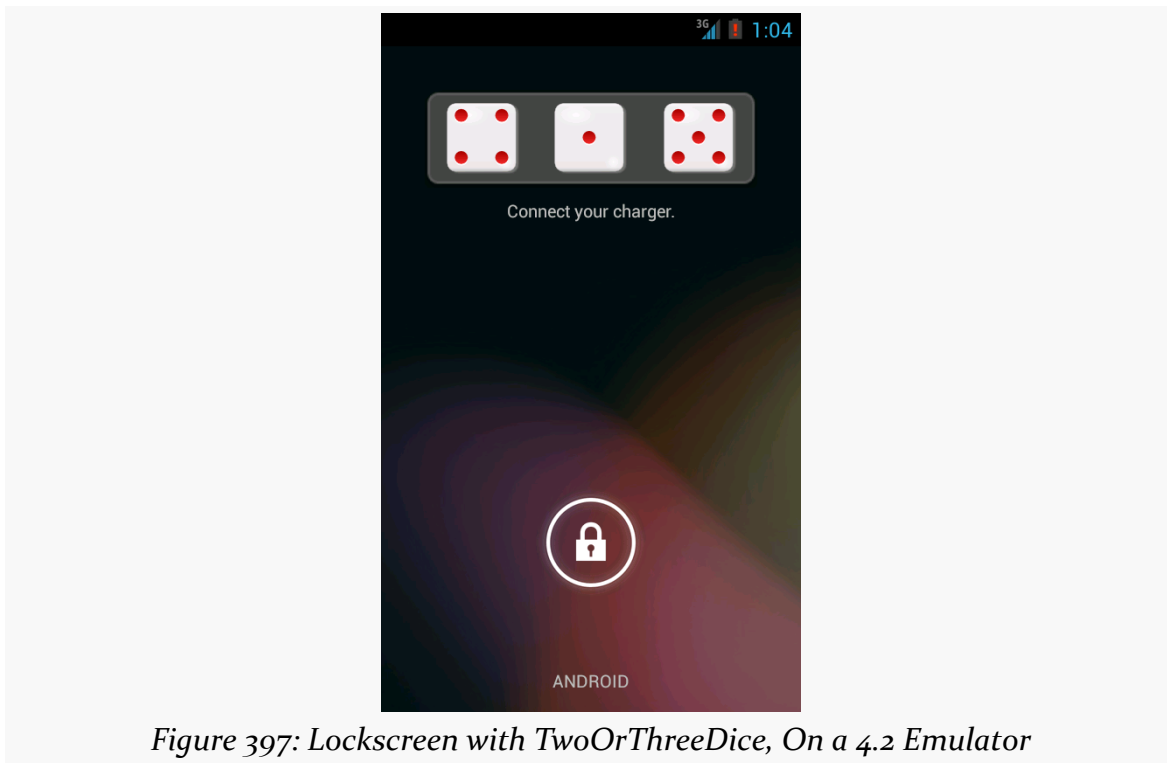 3G 1:04
Connect your charger.
ANDROID
Figure 397: Lockscreen with TwoOrThreeDice, On a 4.2 Emulator